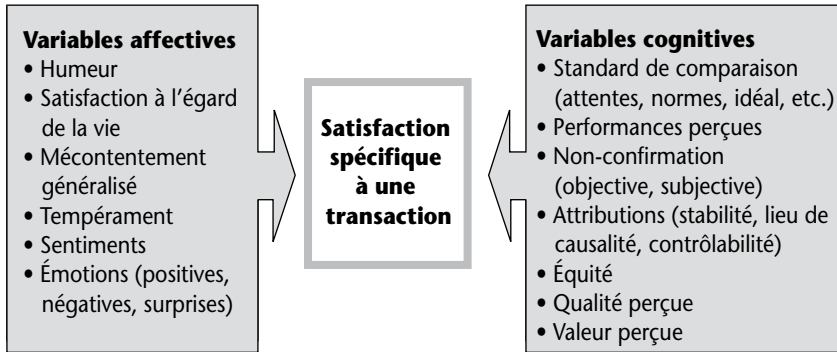 Variables affectives
• Humeur
• Satisfaction à l'égard
de la vie
• Mécontentement
généralisé
• Tempérament
• Sentiments
• Émotions (positives,
négatives, surprises)
Satisfaction
spécifique
à une
transaction
Variables cognitives
• Standard de comparaison
(attentes, normes, idéal, etc.)
• Performances perçues
• Non-confirmation
(objective, subjective)
• Attributions (stabilité, lieu de
causalité, contrôlabilité)
• Équité
• Qualité perçue
• Valeur perçue